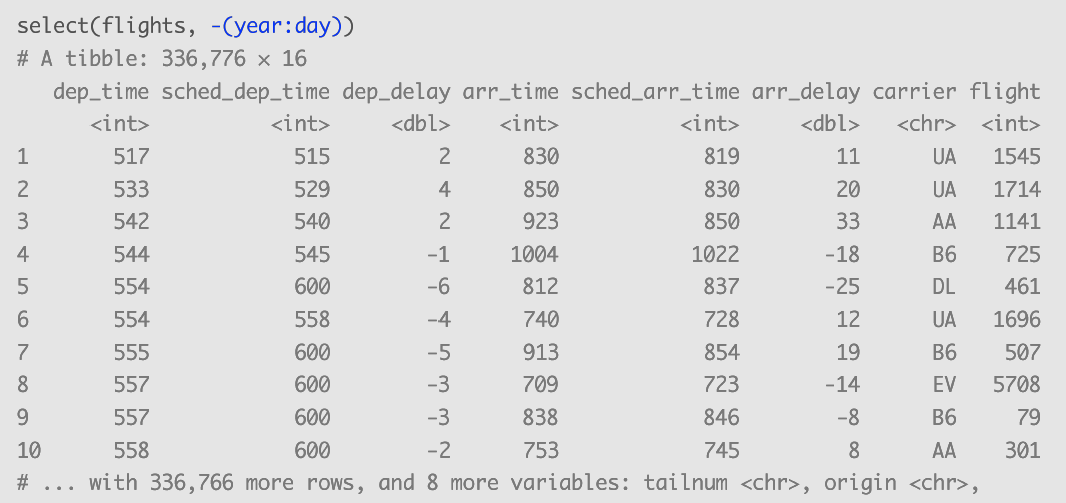 select(flights, -(year:day))
# A tibble: 336,776 × 16
dep_time sched_dep_time dep_delay arr_time sched_arr_time arr_delay carrier flight
<int> <int> <dbl> <int> <int> <dbl> <chr> <int>
1 517 515 2 830 819 11 UA 1545
2 533 529 4 850 830 20 UA 1714
3 542 540 2 923 850 33 AA 1141
4 544 545 -1 1004 1022 -18 B6 725
5 554 600 -6 812 837 -25 DL 461
6 554 558 -4 740 728 12 UA 1696
7 555 600 -5 913 854 19 B6 507
8 557 600 -3 709 723 -14 EV 5708
9 557 600 -3 838 846 -8 B6 79
10 558 600 -2 753 745 8 AA 301
# ... with 336,766 more rows, and 8 more variables: tailnum <chr>, origin <chr>,